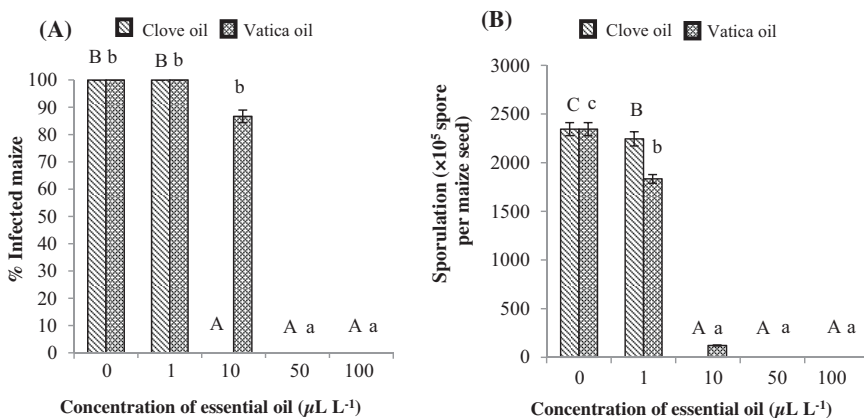 (A)
Clove oil Vatica oil
B b B b b A A a A a
100
90
80
70
60
50
40
30
20
10
0
% Infected maize
0 1 10 50 100
Concentration of essential oil (µL L⁻¹)
(B)
Clove oil Vatica oil
C c B b A a A a A a
3000
2500
2000
1500
1000
500
0
Sporulation (×10⁵ spore
per maize seed)
0 1 10 50 100
Concentration of essential oil (µL L⁻¹)